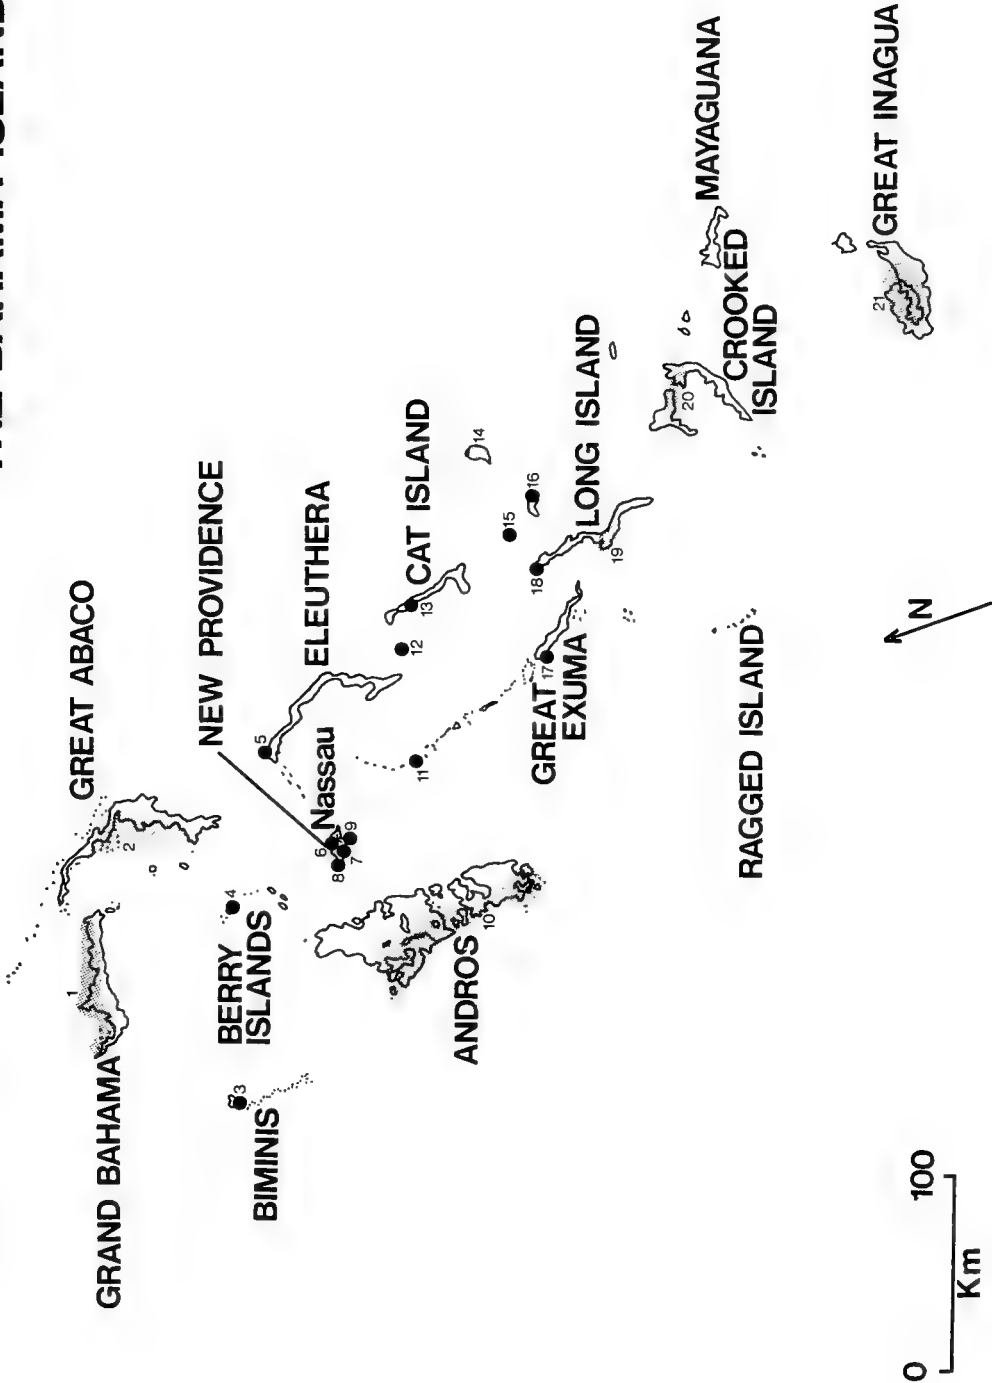 GREAT ABACO
NEW PROVIDENCE
ELEUTHERA
CAT ISLAND
GRAND BAHAMA
BERRY
ISLANDS
BIMINIS
Nassau
ANDROS
GREAT
EXUMA
LONG ISLAND
RAGGED ISLAND
CROOKED
ISLAND
MAYAGUANA
GREAT INAGUA
1
2
3
4
5
6
7
8
9
10
11
12
13
14
15
16
17
18
19
20
21
N
0
100
Km